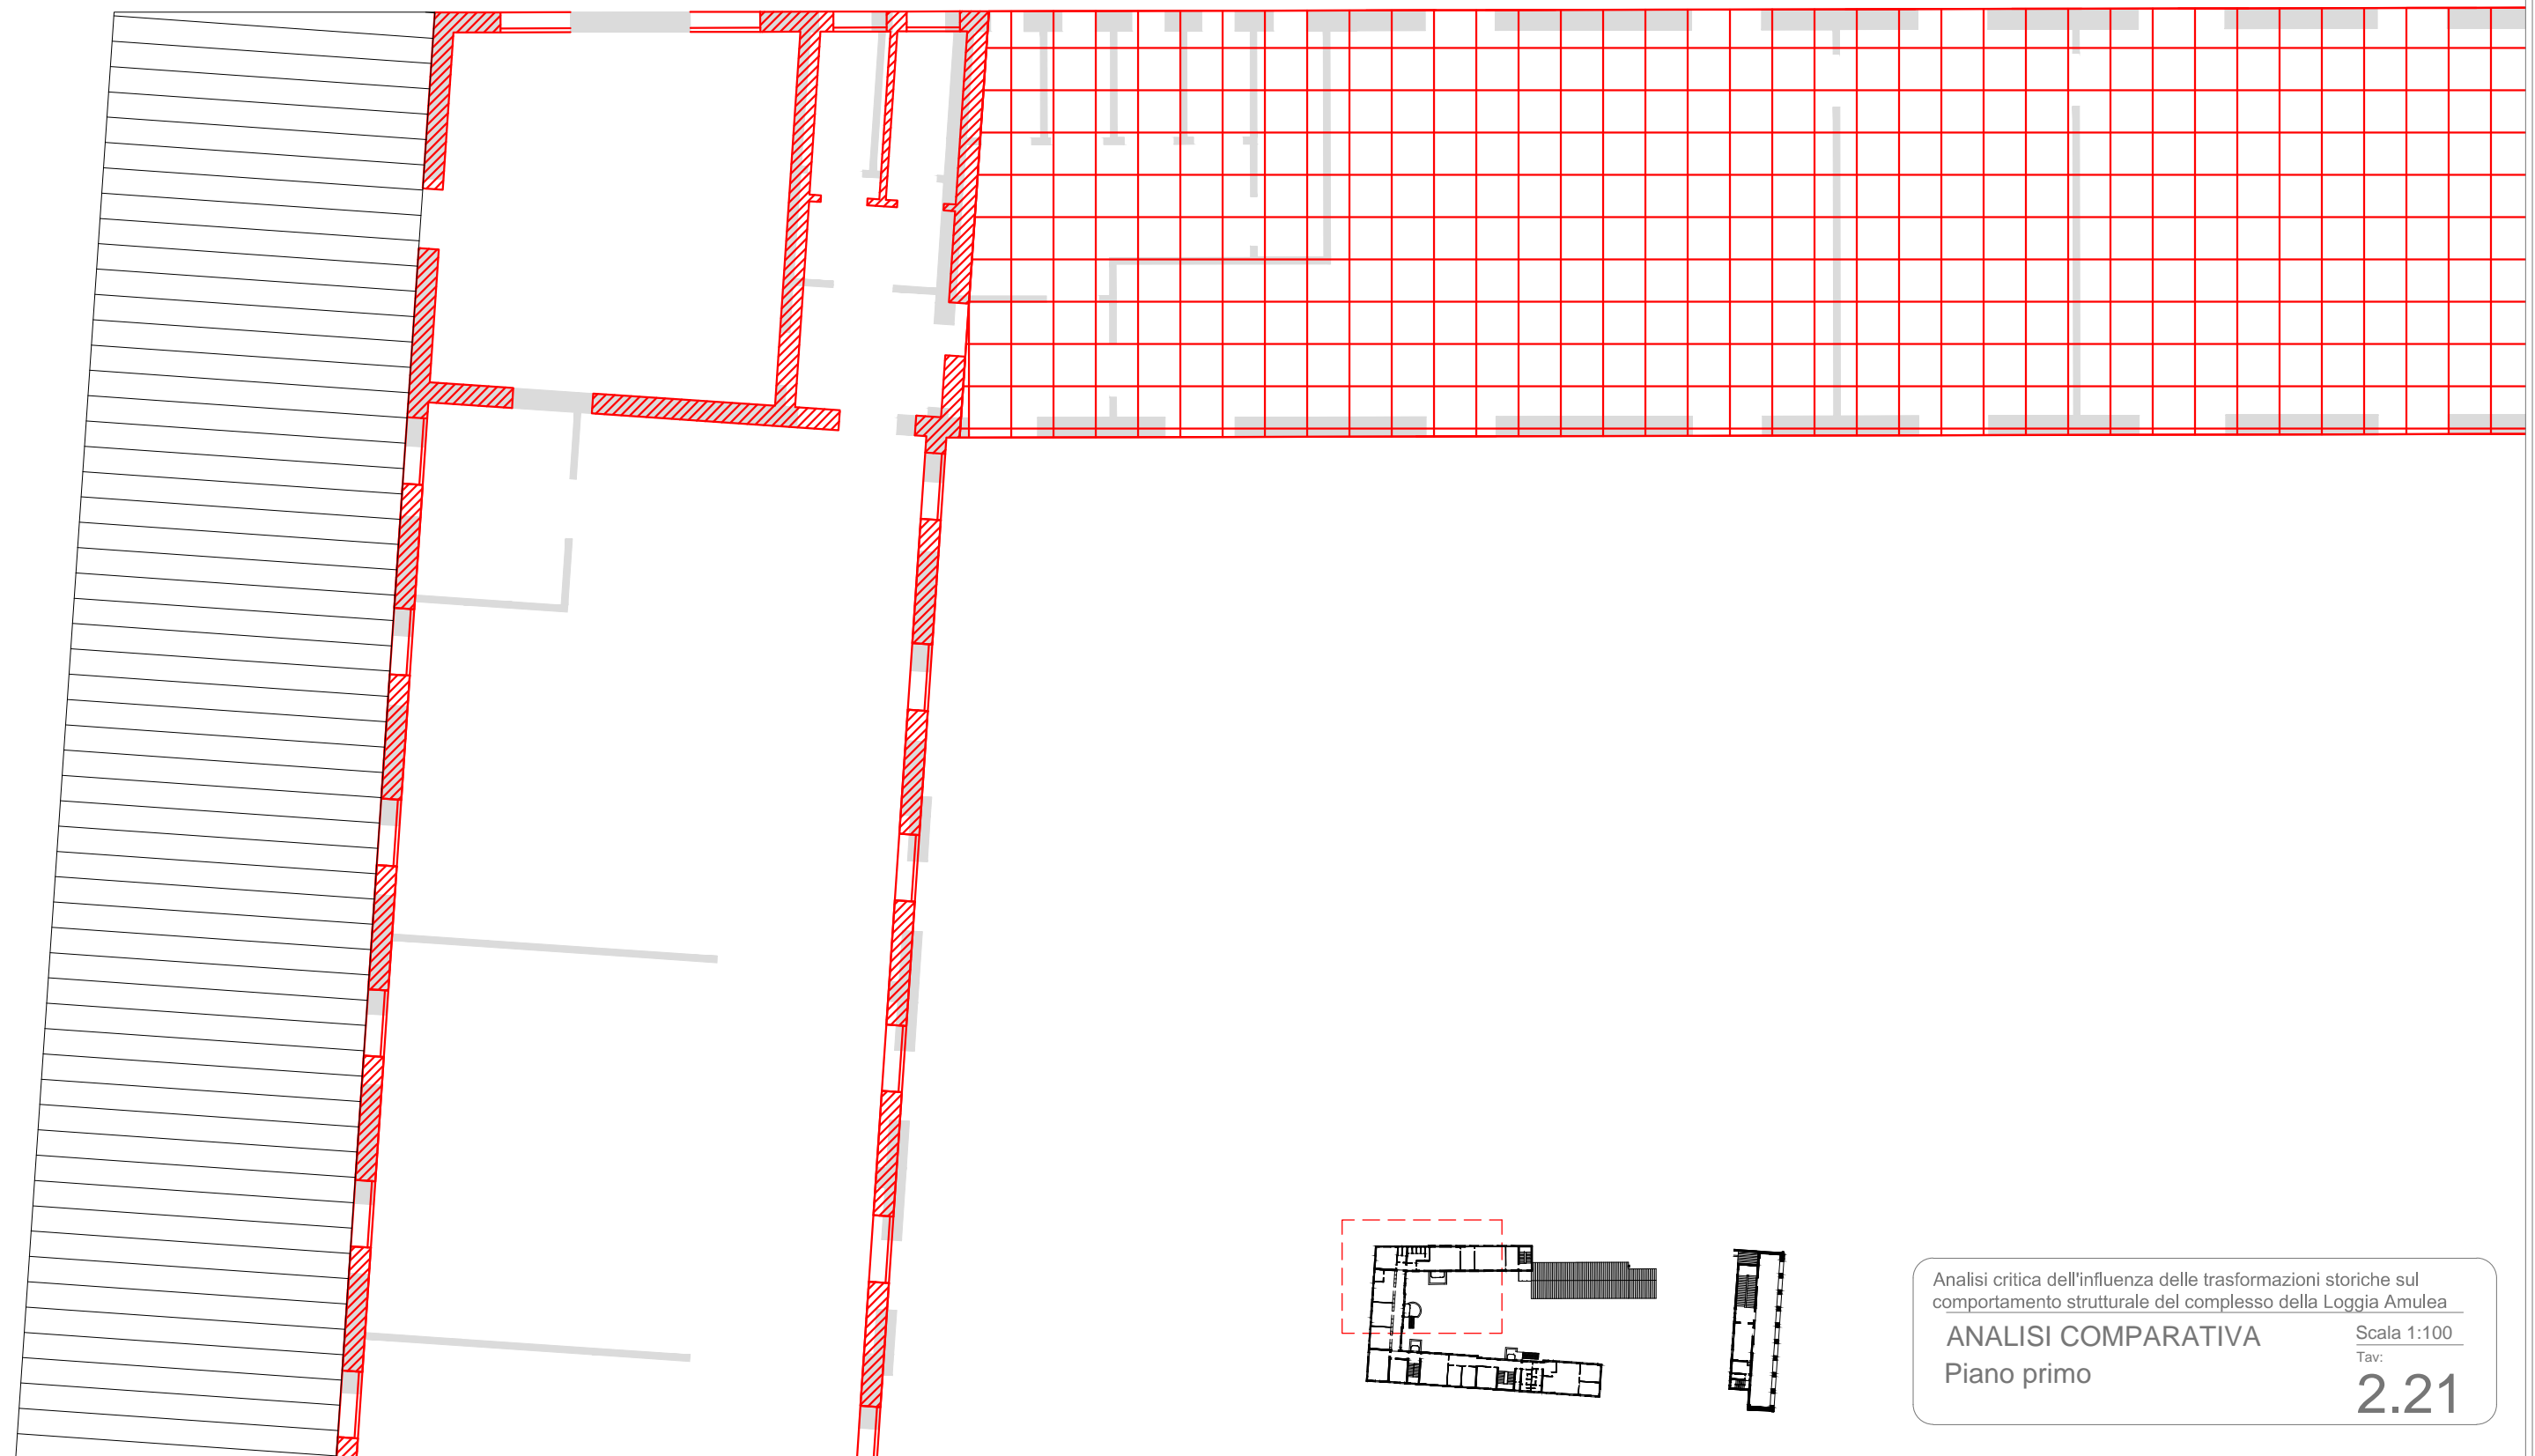 Analisi critica dell'influenza delle trasformazioni storiche sul
comportamento strutturale del complesso della Loggia Amulea
ANALISI COMPARATIVA
Scala 1:100
Piano primo
Tav:
2.21